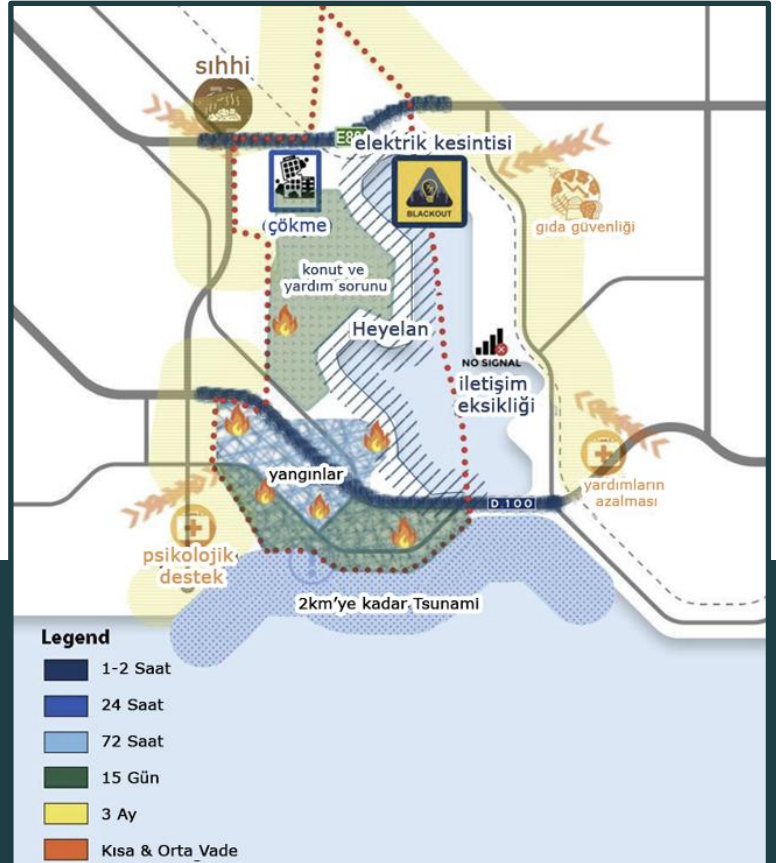 sıhhi
E80
elektrik kesintisi
BLACKOUT
çökme
gıda güvenliği
konut ve
yardım sorunu
Heyelan
NO SIGNAL
iletişim
eksikliği
yangınlar
D.100
yardımların
azalması
psikolojik
destek
2km'ye kadar Tsunami
Legend
1-2 Saat
24 Saat
72 Saat
15 Gün
3 Ay
Kısa & Orta Vade